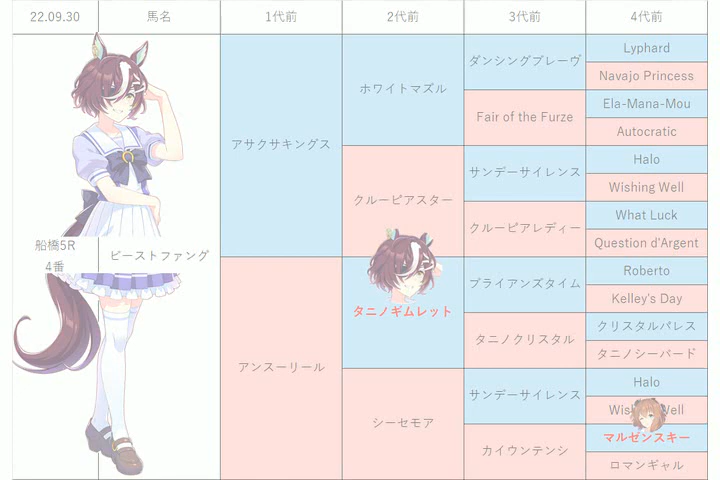 22.09.30
馬名
1代前
2代前
3代前
4代前
船橋5R
4番
ビーストファング
アサクサキングス
アンスーリール
ホワイトマズル
クルーピアスター
タニノギムレット
シーセモア
ダンシングブレーヴ
Fair of the Furze
サンデーサイレンス
クルーピアレディー
ブライアンズタイム
タニノクリスタル
サンデーサイレンス
カイウンテンシ
Lyphard
Navajo Princess
Ela-Mana-Mou
Autocratic
Halo
Wishing Well
What Luck
Question d'Argent
Roberto
Kelley's Day
クリスタルパレス
タニノシーバード
Halo
Wishing Well
マルゼンスキー
ロマンギャル